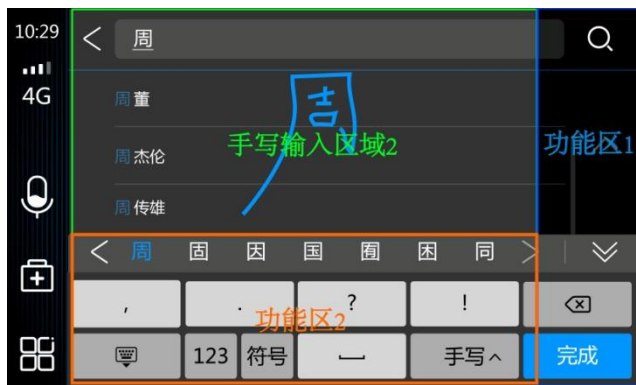 10:29
周
4G
周董
周
手写输入区域2
功能区1
周杰伦
周传雄
周 固 因 国 囿 困 同
, . ? !
功能区2
123 符号 手写
完成